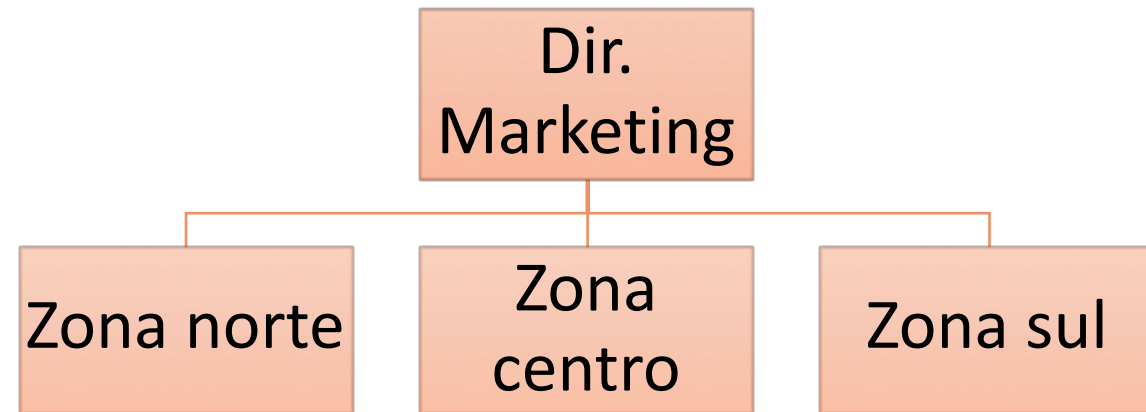 Dir.
Marketing
Zona norte
Zona
centro
Zona sul